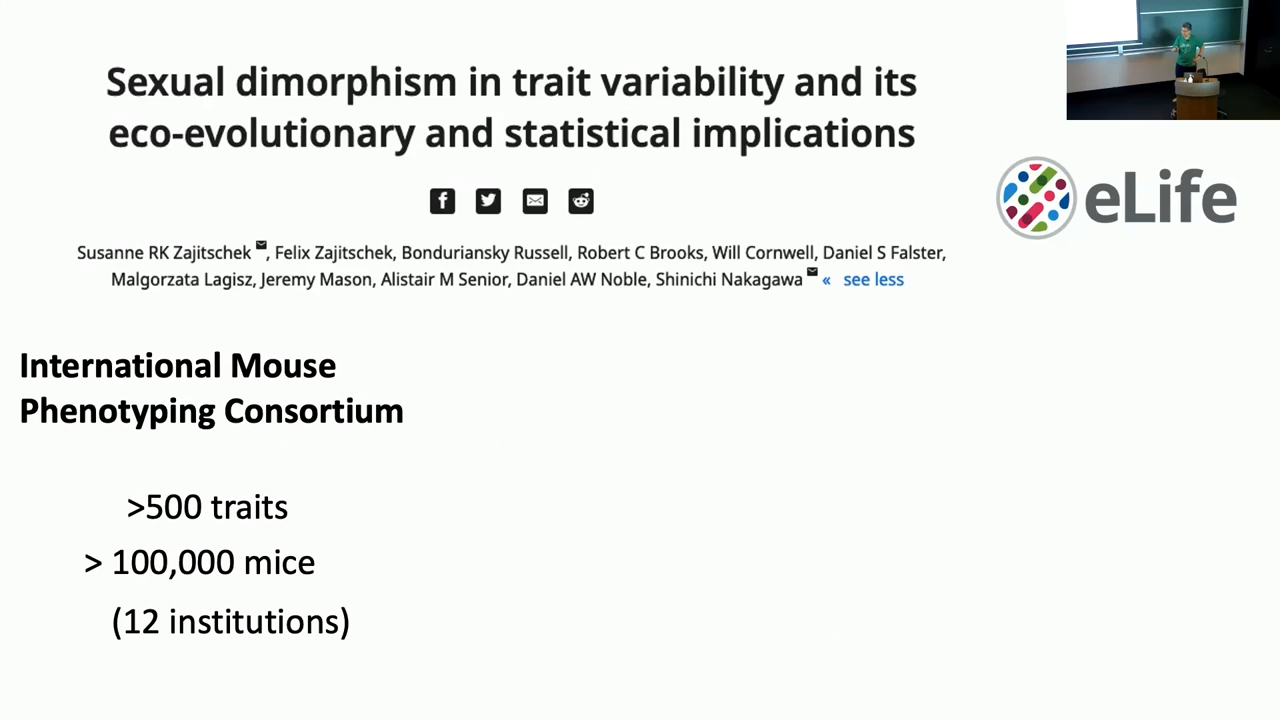 Sexual dimorphism in trait variability and its
eco-evolutionary and statistical implications
eLife
Susanne RK Zajitschek, Felix Zajitschek, Bonduriansky Russell, Robert C Brooks, Will Cornwell, Daniel S Falster,
Malgorzata Lagisz, Jeremy Mason, Alistair M Senior, Daniel AW Noble, Shinichi Nakagawa « see less
International Mouse
Phenotyping Consortium
>500 traits
> 100,000 mice
(12 institutions)